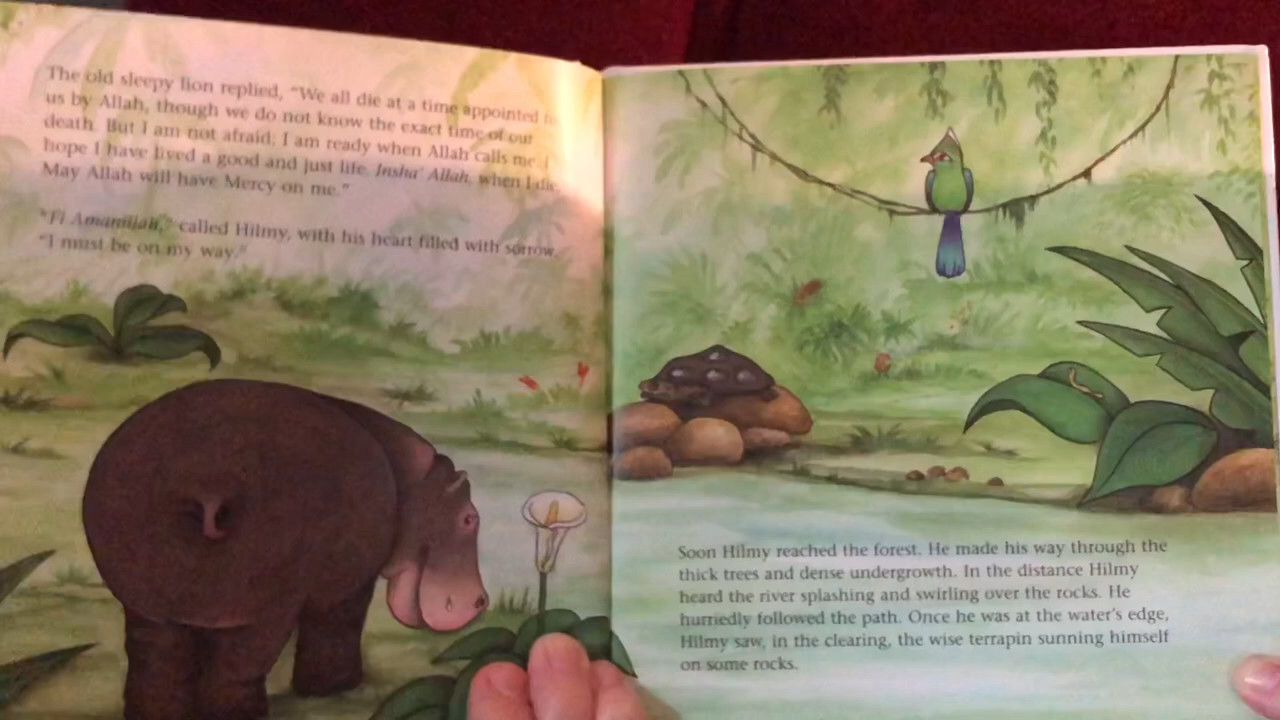 The old sleepy lion replied, "We all die at a time appointed
us by Allah, though we do not know the exact time of our
death. But I am not afraid; I am ready when Allah calls me. I
hope I have lived a good and just life. Insha' Allah, when I die,
May Allah will have Mercy on me."
"Fi Amanillah," called Hilmy, with his heart filled with sorrow.
"I must be on my way."
Soon Hilmy reached the forest. He made his way through the
thick trees and dense undergrowth. In the distance Hilmy
heard the river splashing and swirling over the rocks. He
hurriedly followed the path. Once he was at the water's edge,
Hilmy saw, in the clearing, the wise terrapin sunning himself
on some rocks.